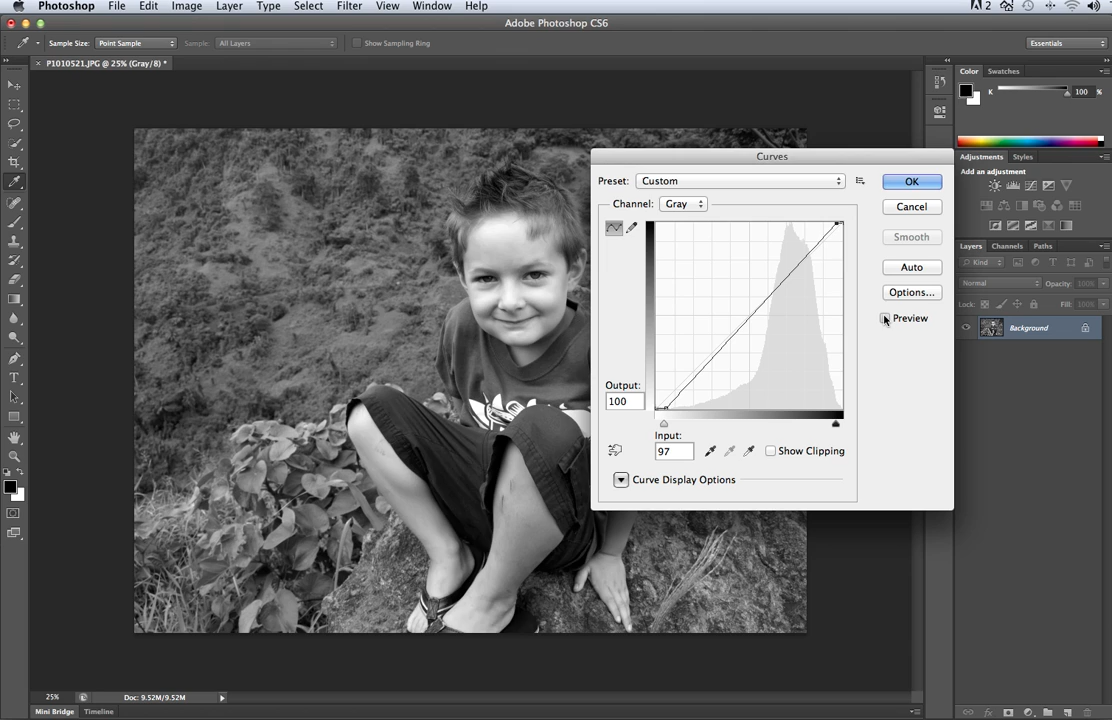 Photoshop File Edit Image Layer Type Select Filter View Window Help
2
Adobe Photoshop CS6
Sample Size: Point Sample Sample: All Layers Show Sampling Ring Essentials
× P1010521.JPG @ 25% (Gray/8) *
Color Swatches
K 100 %
Adjustments Styles
Add an adjustment
Layers Channels Paths
Kind
Normal Opacity: 100%
Lock: Fill: 100%
Background
Curves
Preset: Custom
OK
Channel: Gray
Cancel
Smooth
Auto
Options...
Preview
Output:
100
Input:
97
Show Clipping
Curve Display Options
25% Doc: 9.52M/9.52M
Mini Bridge Timeline